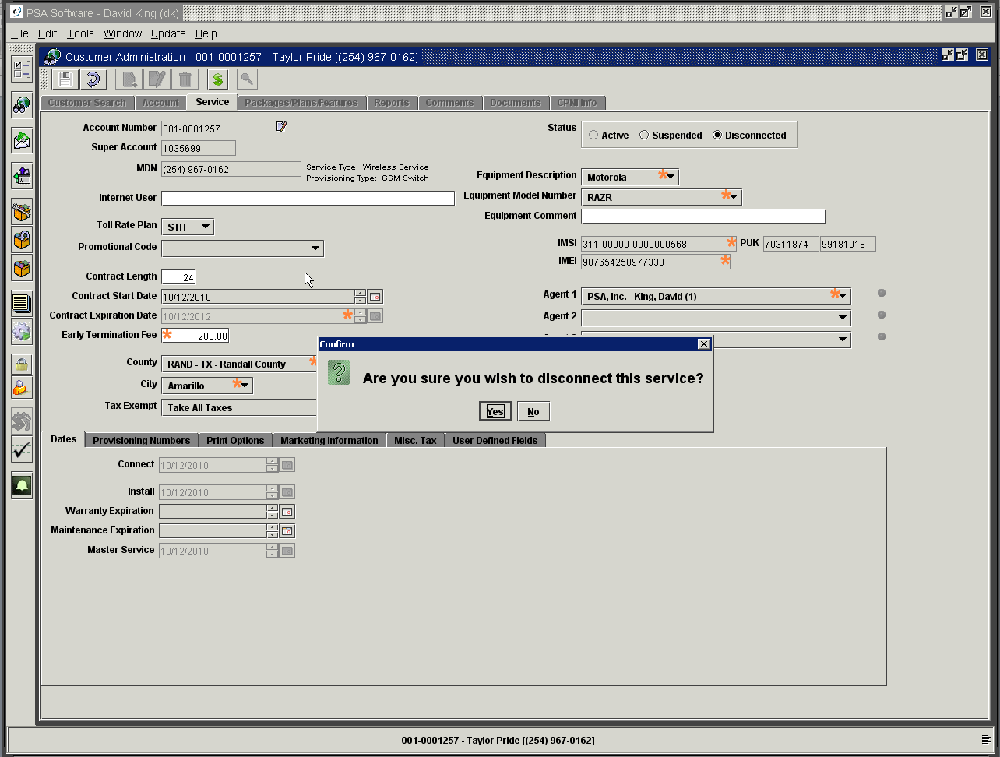 PSA Software - David King (dk)
File Edit Tools Window Update Help
Customer Administration - 001-0001257 - Taylor Pride [(254) 967-0162]
Customer Search Account Service Packages/Plans/Features Reports Comments Documents CPNI Info
Account Number 001-0001257
Super Account 1035699
MDN (254) 967-0162
Service Type: Wireless Service
Provisioning Type: GSM Switch
Internet User
Toll Rate Plan STH
Promotional Code
Contract Length 24
Contract Start Date 10/12/2010
Contract Expiration Date 10/12/2012
Early Termination Fee 200.00
County RAND - TX - Randall County
City Amarillo
Tax Exempt Take All Taxes
Status Active Suspended Disconnected
Equipment Description Motorola
Equipment Model Number RAZR
Equipment Comment
IMSI 311-00000-0000000568 PUK 70311874 99181018
IMEI 987654258977333
Agent 1 PSA, Inc. - King, David (1)
Agent 2
Confirm
Are you sure you wish to disconnect this service?
Yes No
Dates Provisioning Numbers Print Options Marketing Information Misc. Tax User Defined Fields
Connect 10/12/2010
Install 10/12/2010
Warranty Expiration
Maintenance Expiration
Master Service 10/12/2010
001-0001257 - Taylor Pride [(254) 967-0162]